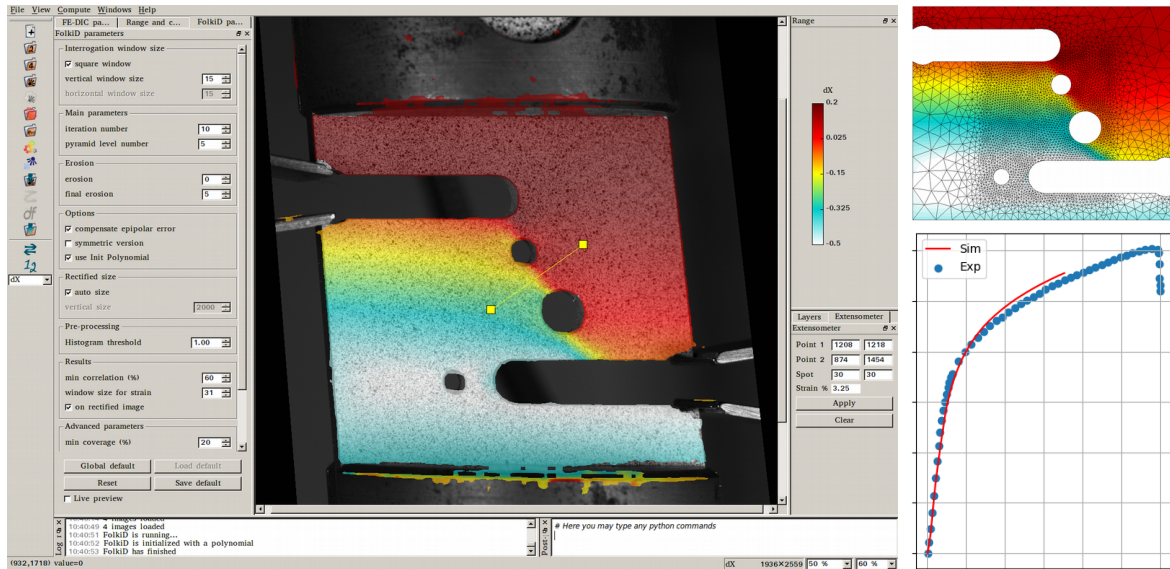 File View Compute Windows Help
FE-DIC pa... Range and c... FolkiD pa...
FolkiD parameters
Interrogation window size
square window
vertical window size 15
horizontal window size 15
Main parameters
iteration number 10
pyramid level number 5
Erosion
erosion 0
final erosion 5
Options
compensate epipolar error
symmetric version
use Init Polynomial
Rectified size
auto size
vertical size 2000
Pre-processing
Histogram threshold 1.00
Results
min correlation (%) 60
window size for strain 31
on rectified image
Advanced parameters
min coverage (%) 20
Global default Load default
Reset Save default
Live preview
dX
df
Range
dX
0.2
0.025
-0.15
-0.325
-0.5
Layers Extensometer
Extensometer
Point 1 1208 1218
Point 2 874 1454
Spot 30 30
Strain % 3.25
Apply
Clear
Sim
Exp
Log
10:40:49 4 images loaded
10:40:51 FolkiD is running...
10:40:52 FolkiD is initialized with a polynomial
10:40:53 FolkiD has finished
Post
# Here you may type any python commands
(932,1718) value=0
dX 1936×2559 50 % 60 %